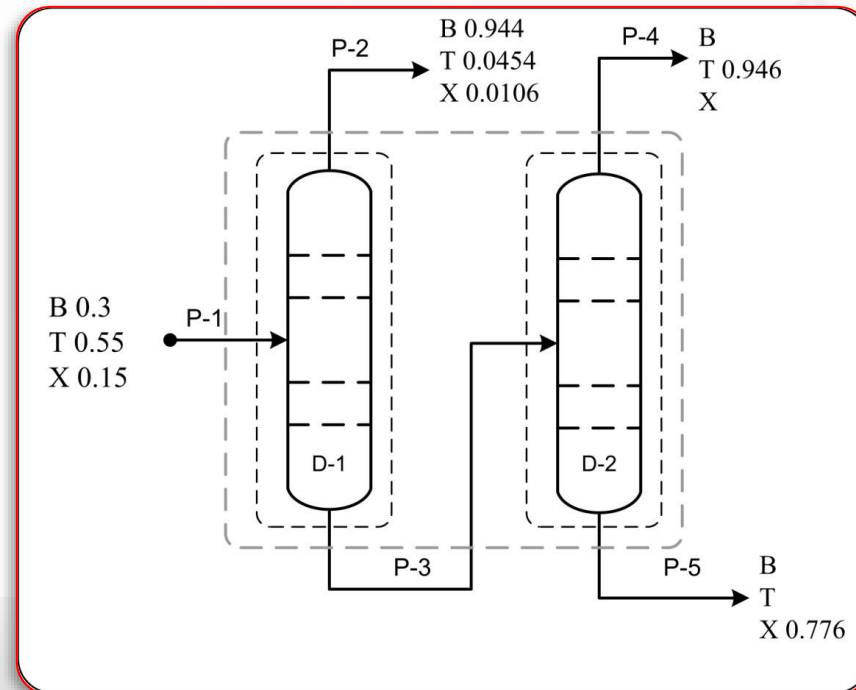 P-2
B 0.944
T 0.0454
X 0.0106
P-4
B
T 0.946
X
B 0.3
T 0.55
X 0.15
P-1
D-1
D-2
P-3
P-5
B
T
X 0.776